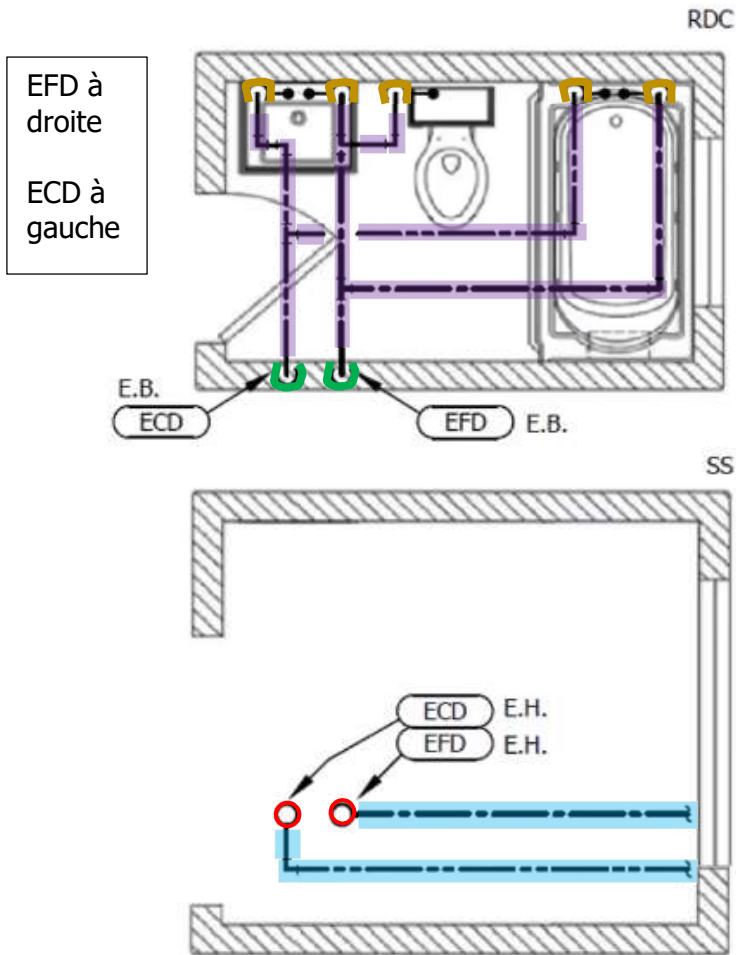 RDC
EFD à
droite
ECD à
gauche
E.B.
ECD
EFD
E.B.
SS
ECD
E.H.
EFD
E.H.